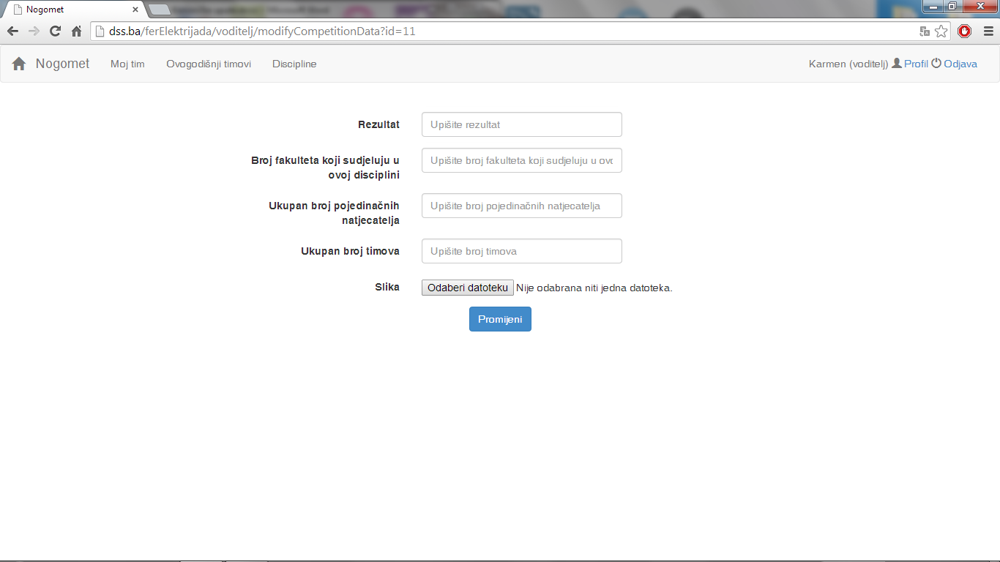 Nogomet
dss.ba/ferElektrijada/voditelj/modifyCompetitionData?id=11
Nogomet Moj tim Ovogodišnji timovi Discipline Karmen (voditelj) Profil Odjava
Rezultat Upišite rezultat
Broj fakulteta koji sudjeluju u Upišite broj fakulteta koji sudjeluju u
ovoj disciplini
Ukupan broj pojedinačnih Upišite broj pojedinačnih natjecatelja
natjecatelja
Ukupan broj timova Upišite broj timova
Slika Odaberi datoteku Nije odabrana niti jedna datoteka.
Promijeni